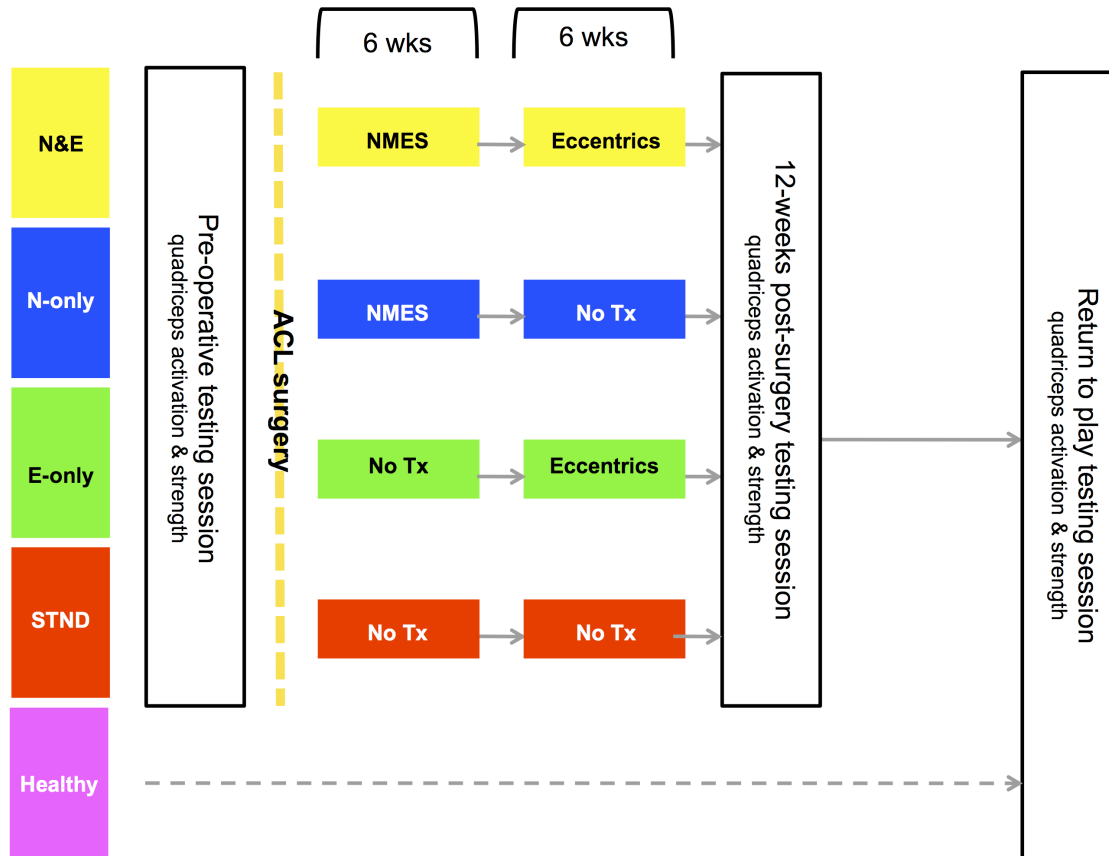 6 wks
6 wks
N&E
NMES
Eccentrics
N-only
NMES
No Tx
E-only
No Tx
Eccentrics
STND
No Tx
No Tx
Healthy
Pre-operative testing session
quadriceps activation & strength
ACL surgery
12-weeks post-surgery testing session
quadriceps activation & strength
Return to play testing session
quadriceps activation & strength